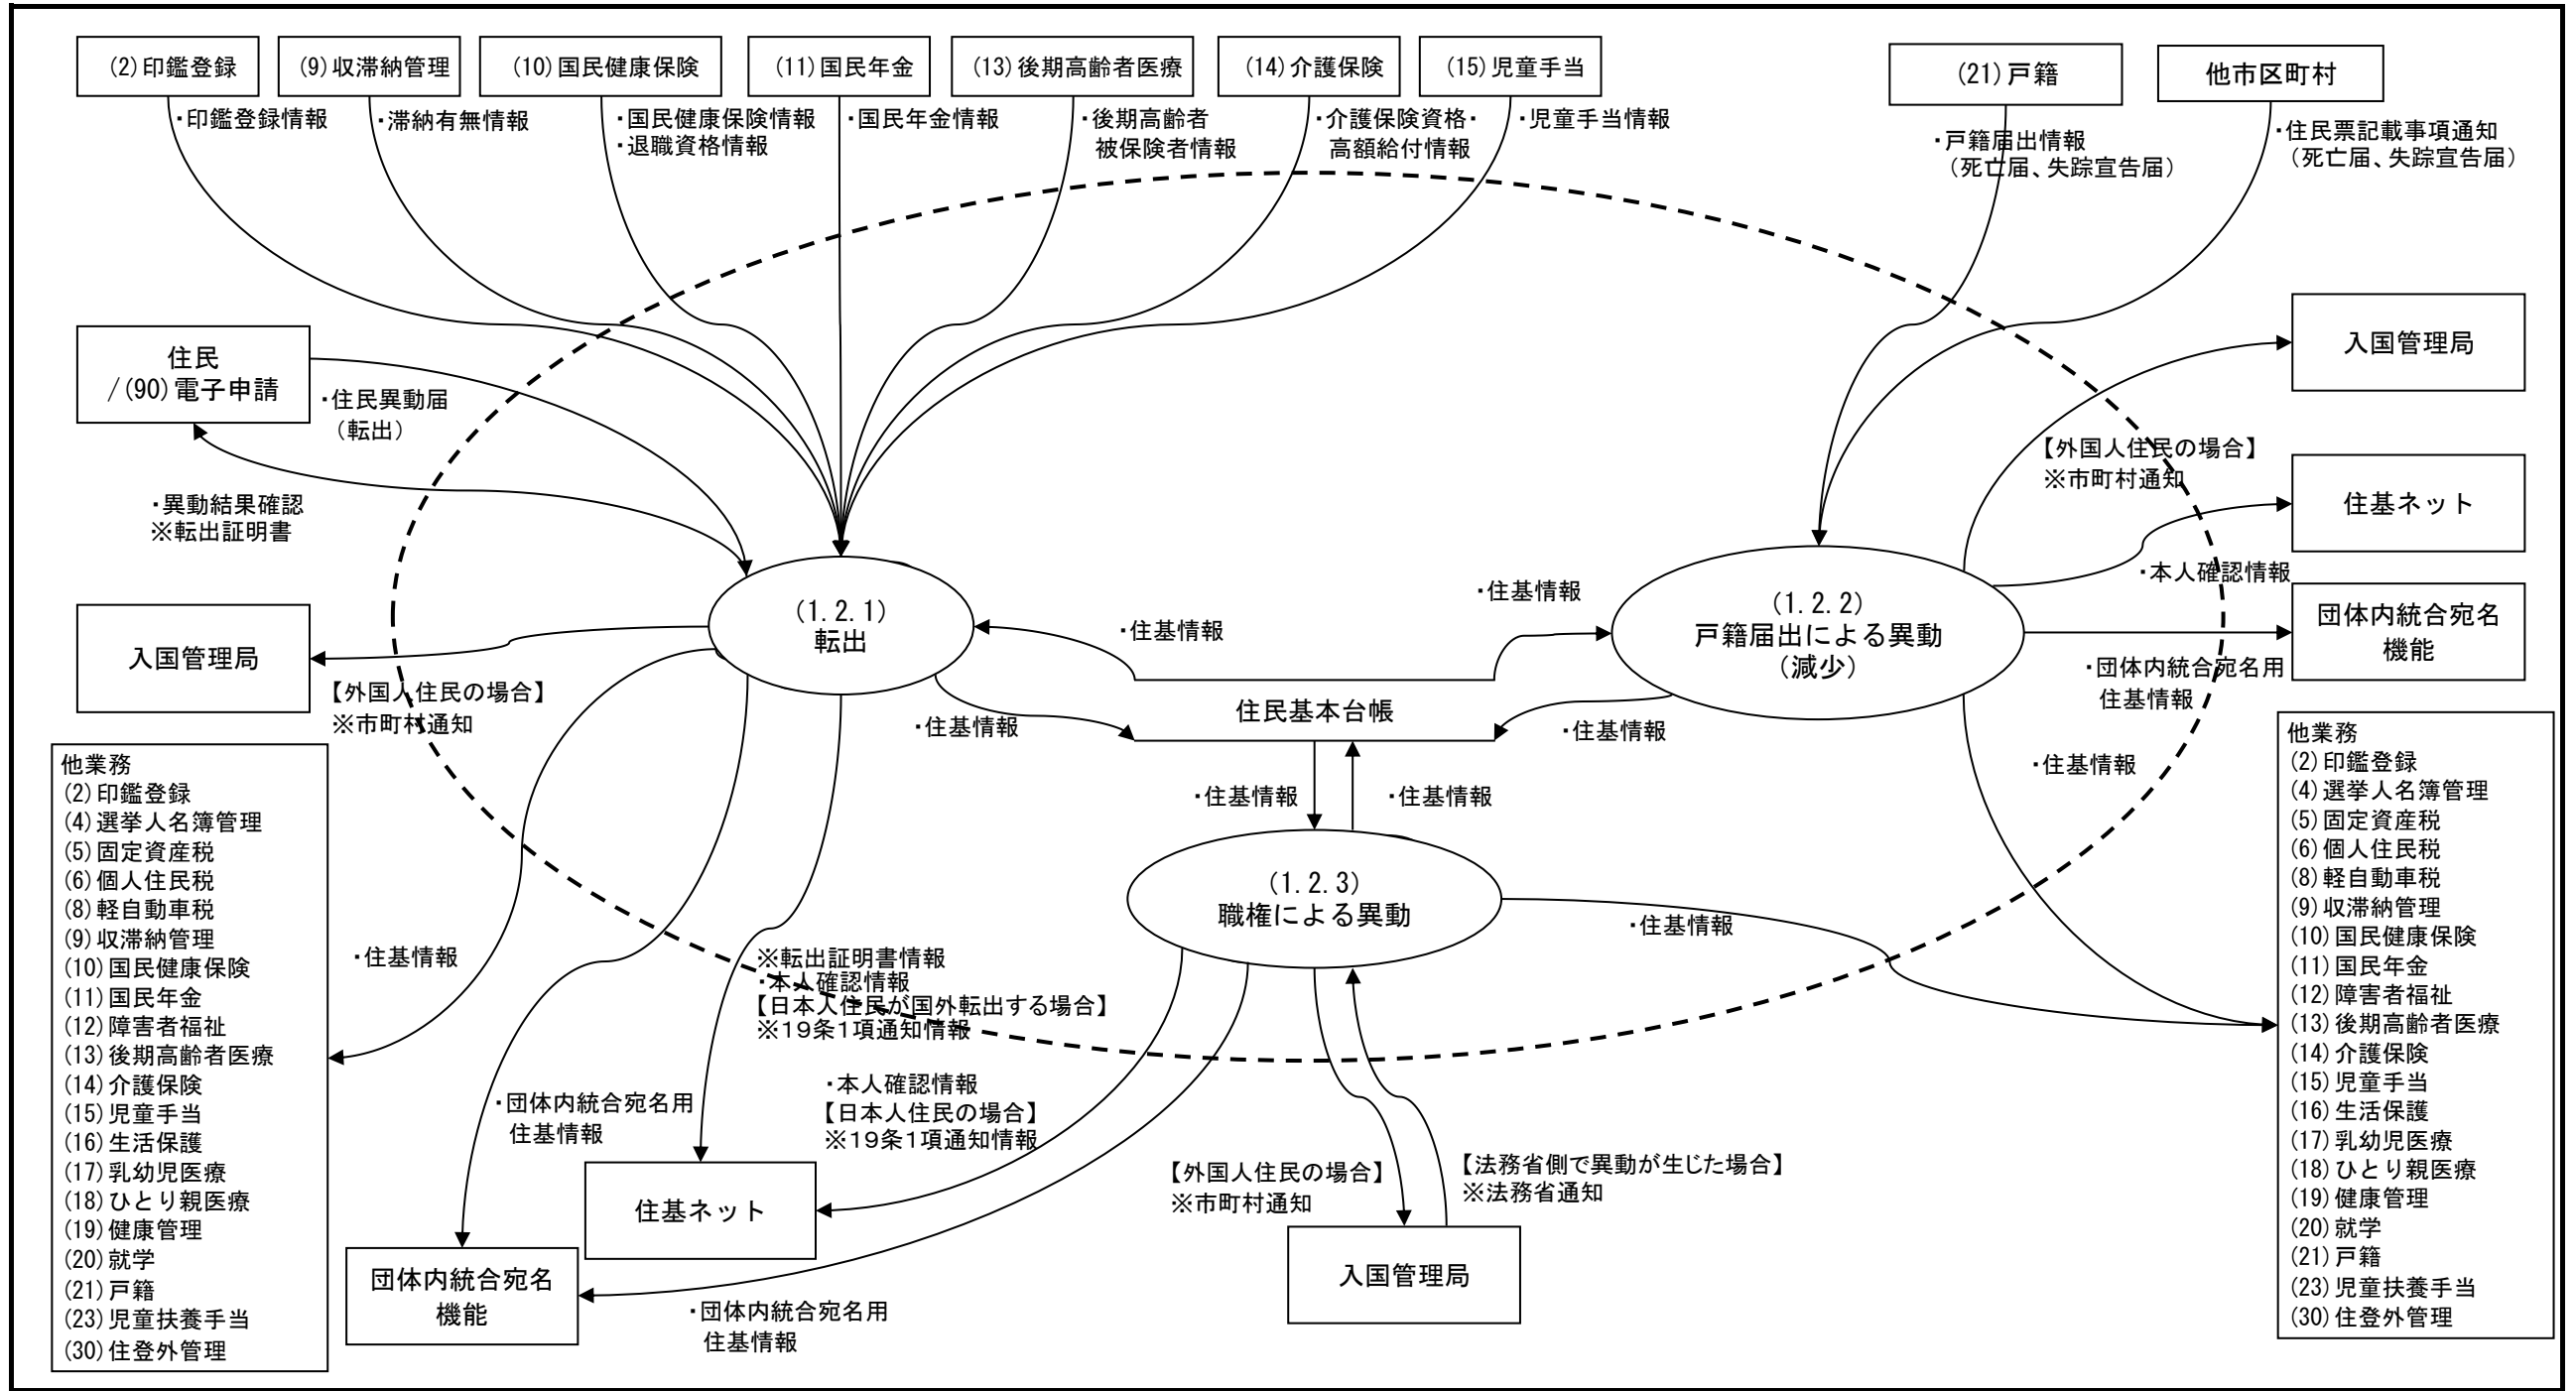 (2)印鑑登録
(9)収滞納管理
(10)国民健康保険
(11)国民年金
(13)後期高齢者医療
(14)介護保険
(15)児童手当
(21)戸籍
他市区町村
・印鑑登録情報
・滞納有無情報
・国民健康保険情報
・退職資格情報
・国民年金情報
・後期高齢者
被保険者情報
・介護保険資格・
高額給付情報
・児童手当情報
・戸籍届出情報
（死亡届、失踪宣告届）
・住民票記載事項通知
（死亡届、失踪宣告届）
住民
/(90)電子申請
・住民異動届
（転出）
・異動結果確認
※転出証明書
入国管理局
【外国人住民の場合】
※市町村通知
住基ネット
・本人確認情報
団体内統合宛名
機能
・団体内統合宛名用
住基情報
(1.2.1)
転出
・住基情報
・住基情報
(1.2.2)
戸籍届出による異動
（減少）
入国管理局
【外国人住民の場合】
※市町村通知
・住基情報
住民基本台帳
・住基情報
・住基情報
・住基情報
・住基情報
(1.2.3)
職権による異動
・住基情報
他業務
(2)印鑑登録
(4)選挙人名簿管理
(5)固定資産税
(6)個人住民税
(8)軽自動車税
(9)収滞納管理
(10)国民健康保険
(11)国民年金
(12)障害者福祉
(13)後期高齢者医療
(14)介護保険
(15)児童手当
(16)生活保護
(17)乳幼児医療
(18)ひとり親医療
(19)健康管理
(20)就学
(21)戸籍
(23)児童扶養手当
(30)住登外管理
・住基情報
※転出証明書情報
・本人確認情報
【日本人住民が国外転出する場合】
※１９条１項通知情報
・団体内統合宛名用
住基情報
・本人確認情報
【日本人住民の場合】
※１９条１項通知情報
住基ネット
団体内統合宛名
機能
・団体内統合宛名用
住基情報
【外国人住民の場合】
※市町村通知
【法務省側で異動が生じた場合】
※法務省通知
入国管理局
他業務
(2)印鑑登録
(4)選挙人名簿管理
(5)固定資産税
(6)個人住民税
(8)軽自動車税
(9)収滞納管理
(10)国民健康保険
(11)国民年金
(12)障害者福祉
(13)後期高齢者医療
(14)介護保険
(15)児童手当
(16)生活保護
(17)乳幼児医療
(18)ひとり親医療
(19)健康管理
(20)就学
(21)戸籍
(23)児童扶養手当
(30)住登外管理